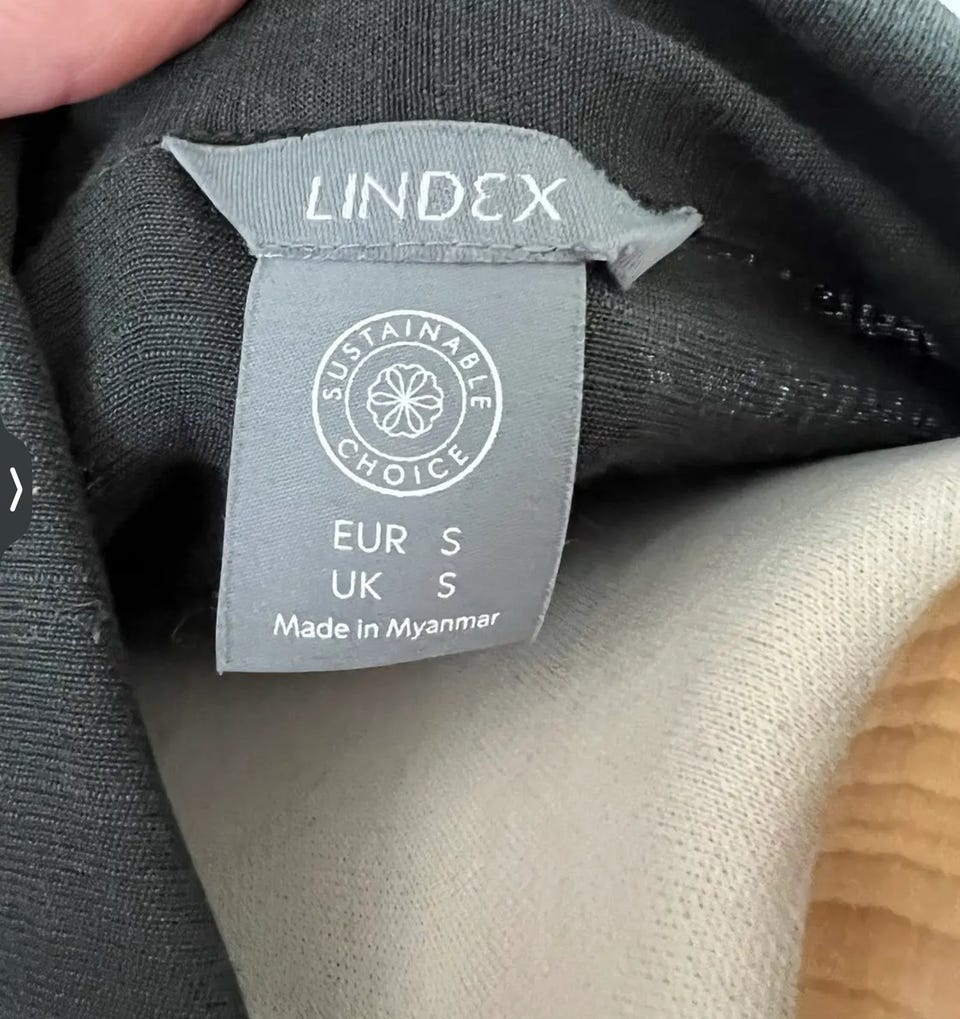 LINDEX
SUSTAINABLE
CHOICE
EUR S
UK S
Made in Myanmar